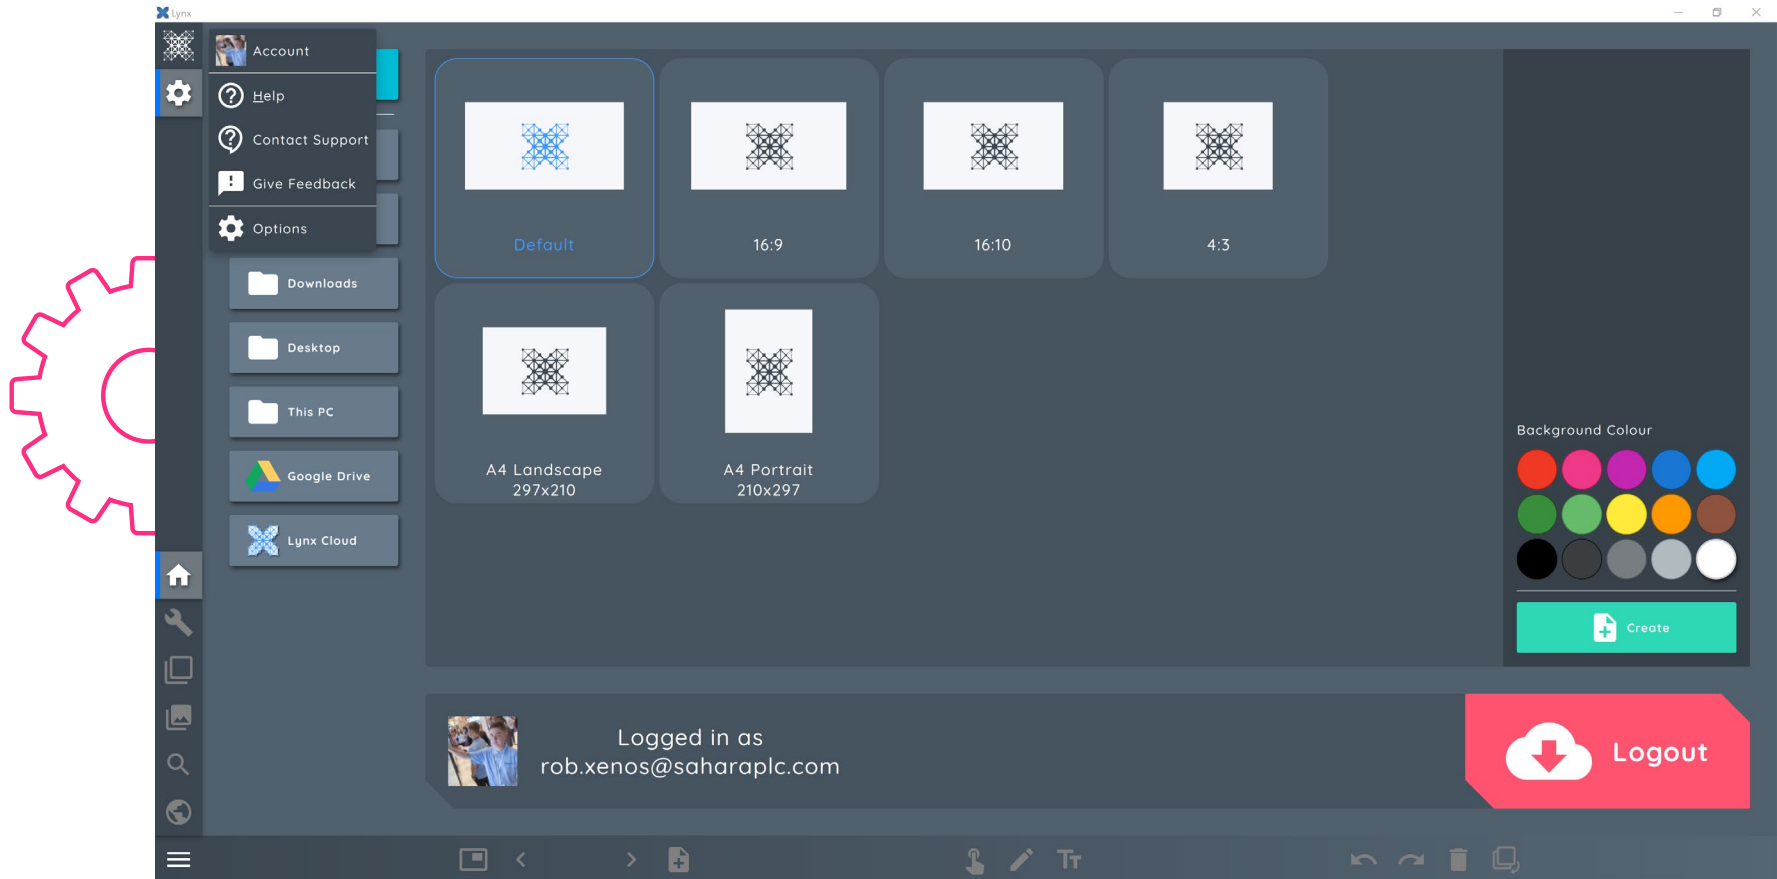 Lynx
Account
Help
Contact Support
Give Feedback
Options
Downloads
Desktop
This PC
Google Drive
Lynx Cloud
Default
16:9
16:10
4:3
A4 Landscape
297x210
A4 Portrait
210x297
Background Colour
Create
Logged in as
rob.xenos@saharaplc.com
Logout
TT